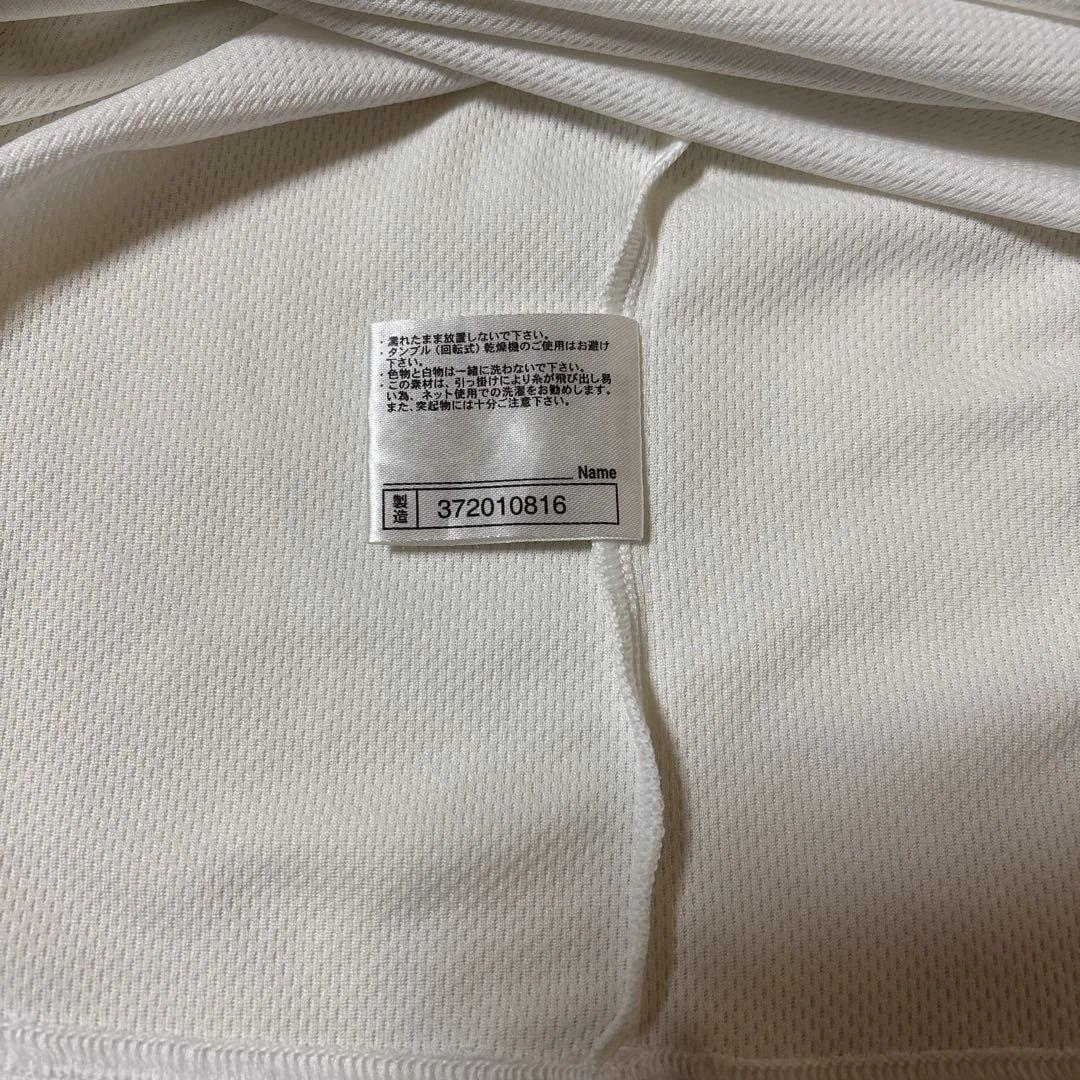 ・濡れたまま放置しないで下さい。
・タンブル（回転式）乾燥機のご使用はお避け
下さい。
・色物と白物は一緒に洗わないで下さい。
・この素材は、引っ掛けにより糸が飛び出し易
い為、ネット使用での洗濯をお勧めします。
また、突起物には十分ご注意下さい。
Name
製造 372010816